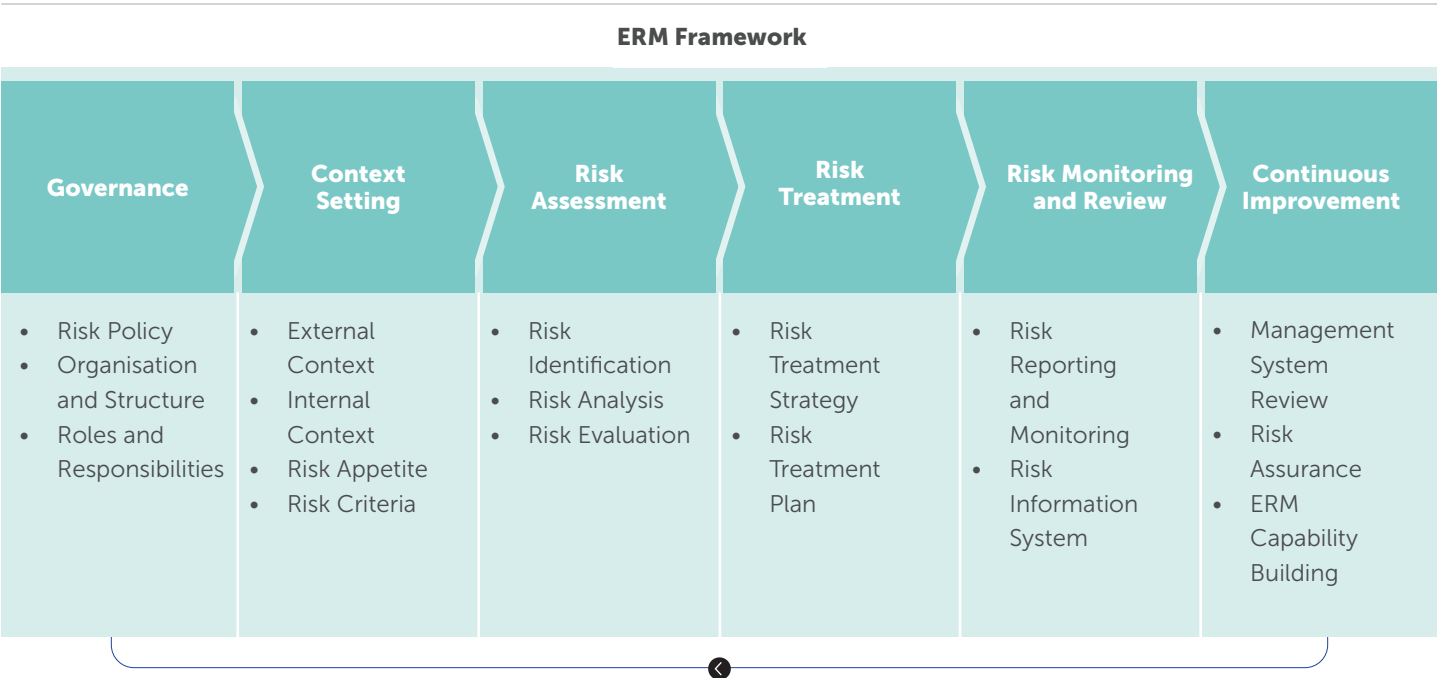 ERM Framework
Governance
Context
Setting
Risk
Assessment
Risk
Treatment
Risk Monitoring
and Review
Continuous
Improvement
• Risk Policy
• Organisation
and Structure
• Roles and
Responsibilities
• External
Context
• Internal
Context
• Risk Appetite
• Risk Criteria
• Risk
Identification
• Risk Analysis
• Risk Evaluation
• Risk
Treatment
Strategy
• Risk
Treatment
Plan
• Risk
Reporting
and
Monitoring
• Risk
Information
System
• Management
System
Review
• Risk
Assurance
• ERM
Capability
Building